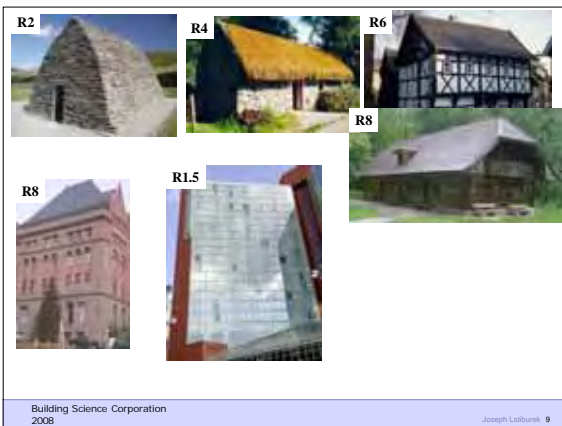 R2
R4
R6
R8
R8
R1.5
Building Science Corporation
2008
Joseph Lstiburek 9